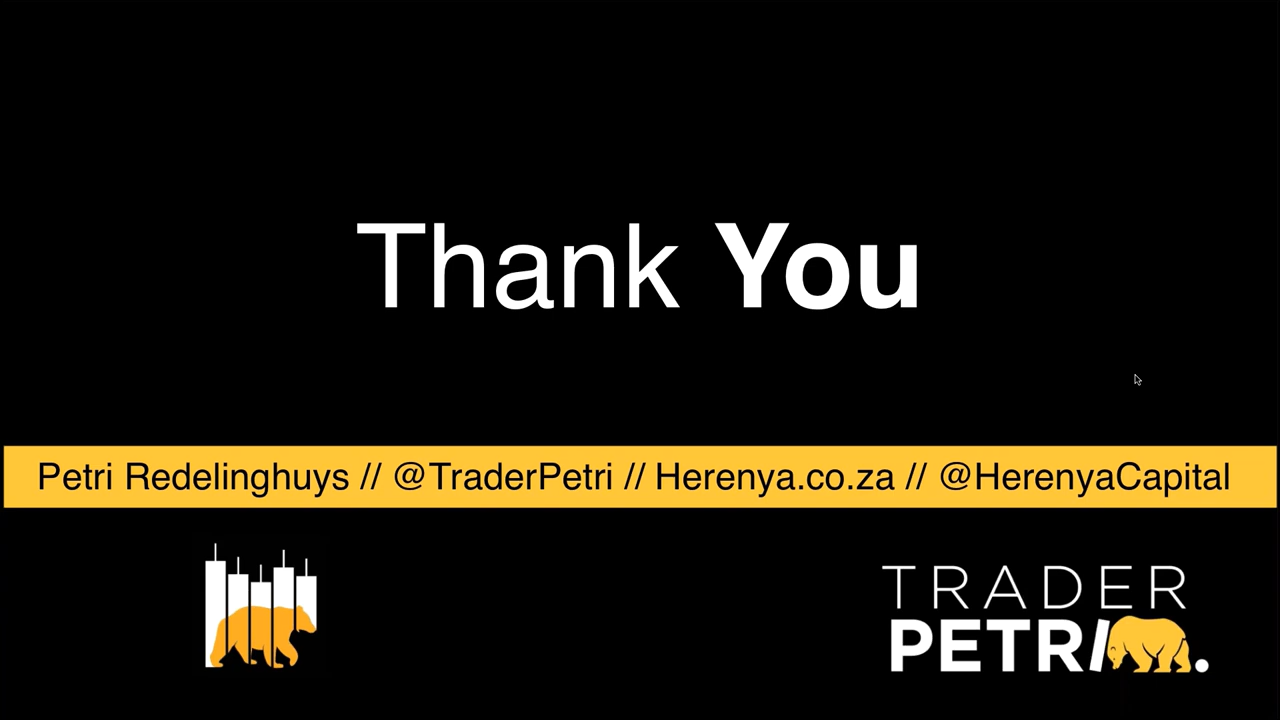 Thank You
Petri Redelinghuys // @TraderPetri // Herenya.co.za // @HerenyaCapital
TRADER
PETRI.